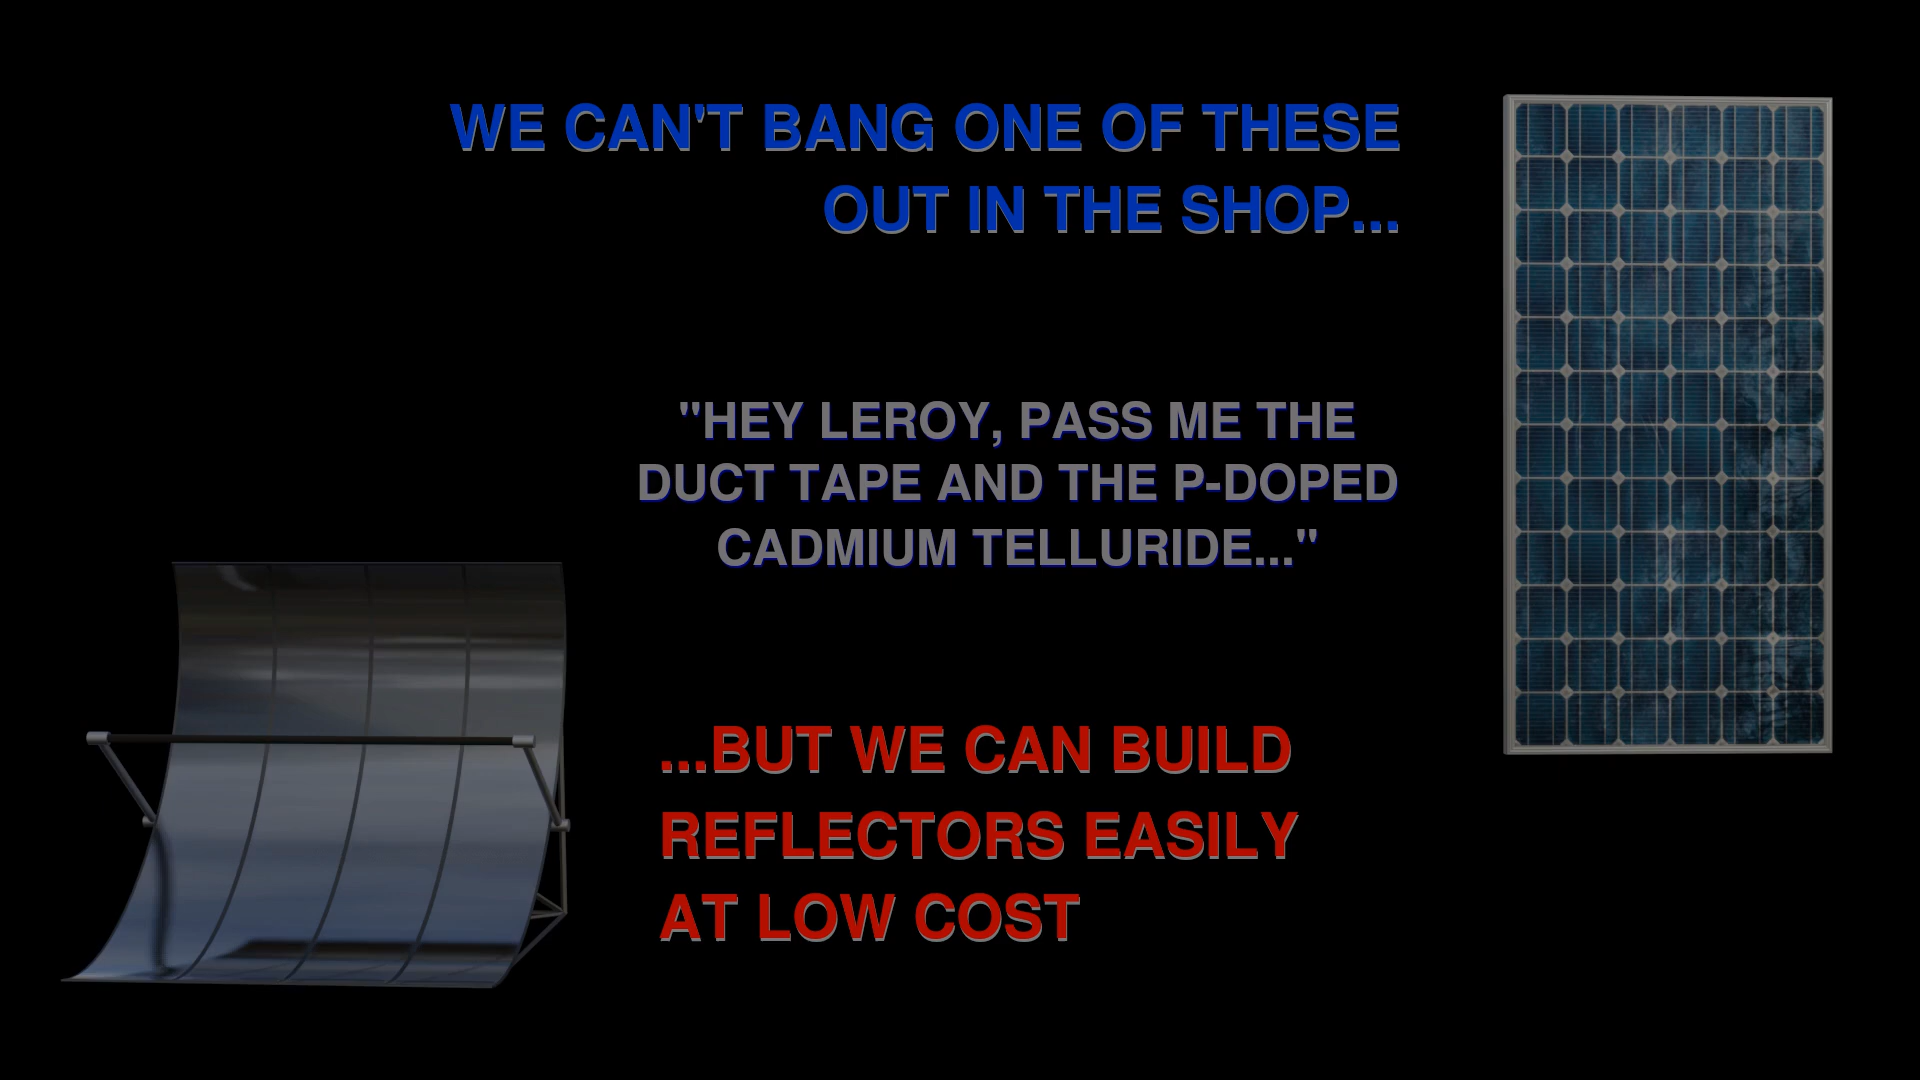 WE CAN'T BANG ONE OF THESE
OUT IN THE SHOP...
"HEY LEROY, PASS ME THE
DUCT TAPE AND THE P-DOPED
CADMIUM TELLURIDE..."
...BUT WE CAN BUILD
REFLECTORS EASILY
AT LOW COST